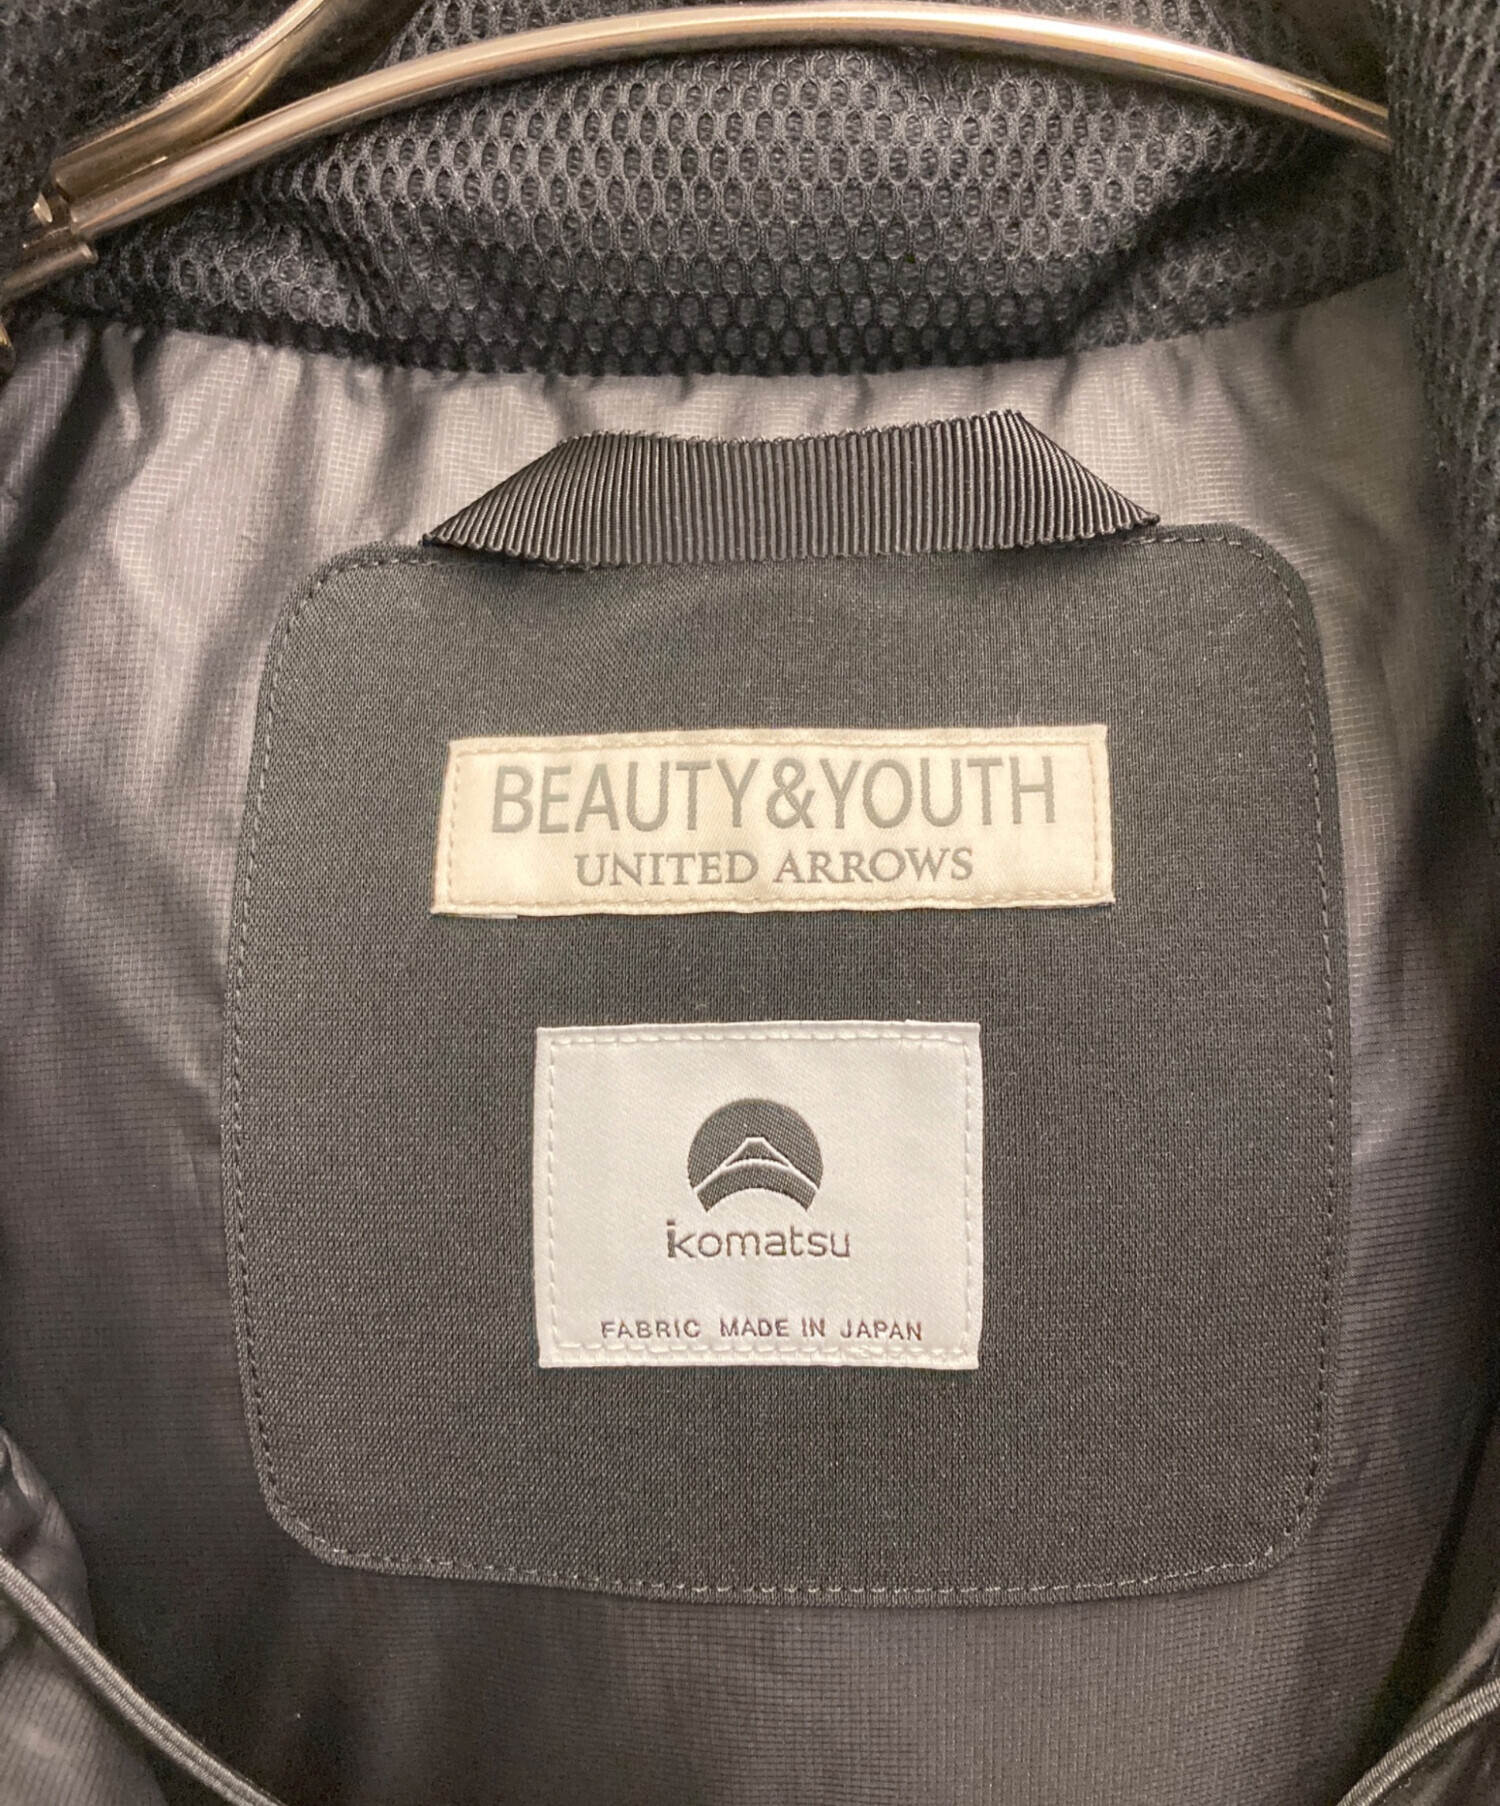 BEAUTY&YOUTH
UNITED ARROWS
komatsu
FABRIC MADE IN JAPAN